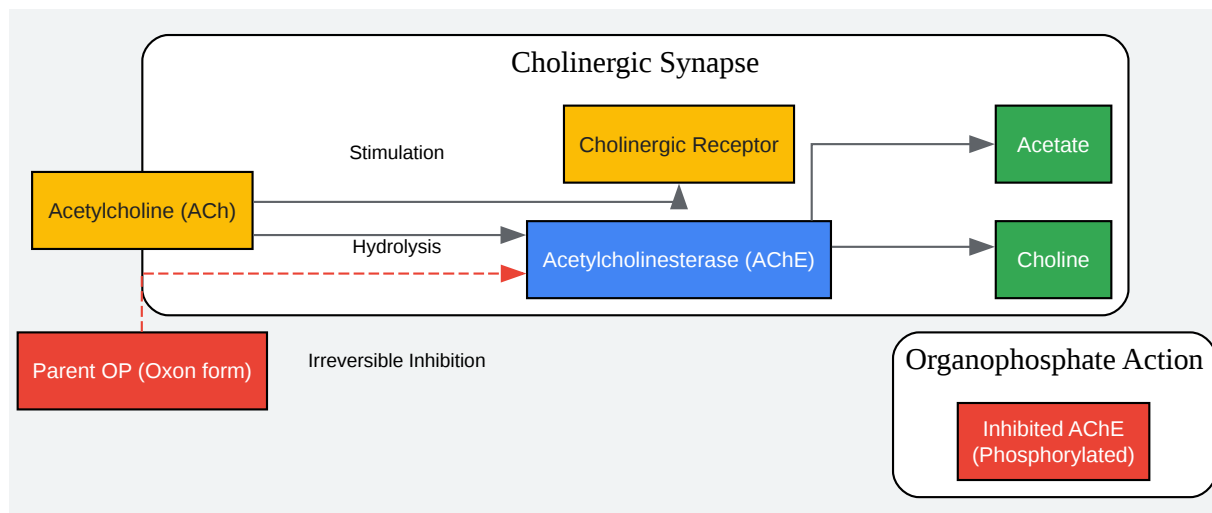 Cholinergic Synapse
Cholinergic Receptor
Acetate
Stimulation
Acetylcholine (ACh)
Hydrolysis
Acetylcholinesterase (AChE)
Choline
Parent OP (Oxon form)
Irreversible Inhibition
Organophosphate Action
Inhibited AChE
(Phosphorylated)